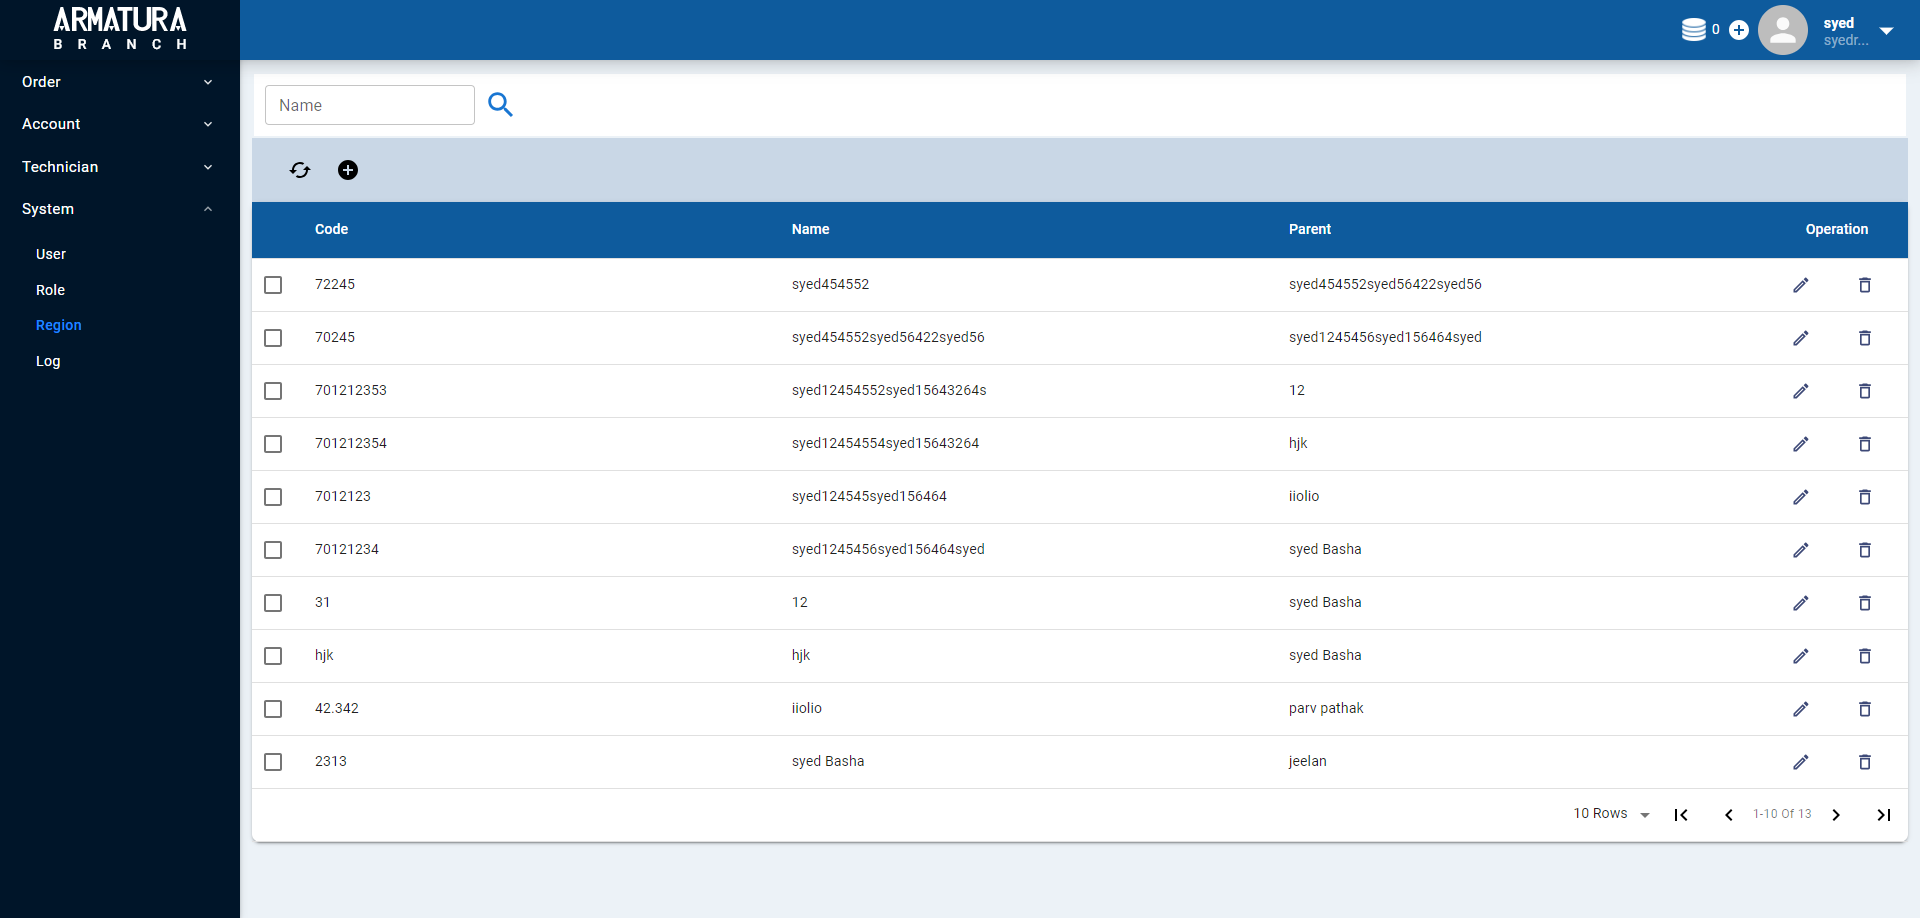 ARMATURA
BRANCH
0
syed
syedr...
Order
Account
Technician
System
User
Role
Region
Log
Name
Code Name Parent Operation
72245 syed454552 syed454552syed56422syed56
70245 syed454552syed56422syed56 syed1245456syed156464syed
701212353 syed12454552syed15643264s 12
701212354 syed12454554syed15643264 hjk
7012123 syed124545syed156464 iiolio
70121234 syed1245456syed156464syed syed Basha
31 12 syed Basha
hjk hjk syed Basha
42.342 iiolio parv pathak
2313 syed Basha jeelan
10 Rows 1-10 Of 13